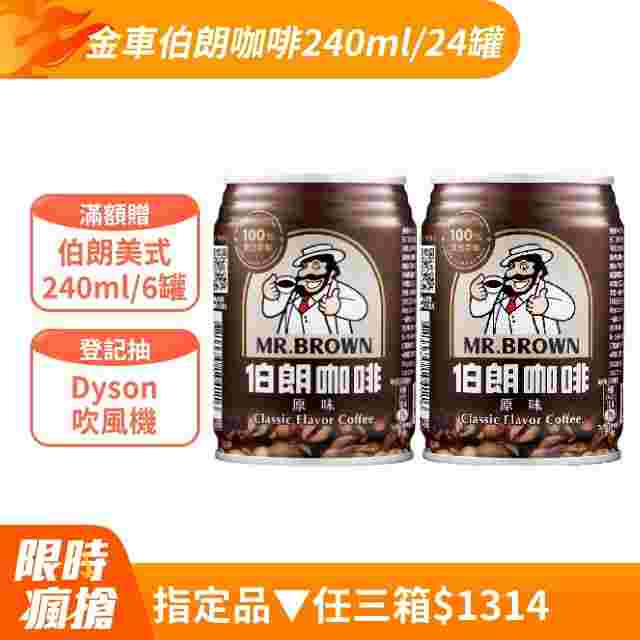 金車伯朗咖啡240ml/24罐
滿額贈
伯朗美式
240ml/6罐
登記抽
Dyson
吹風機
100%
MR.BROWN
伯朗咖啡
原味
Classic Flavor Coffee
100%
MR.BROWN
伯朗咖啡
原味
Classic Flavor Coffee
限時
瘋搶
指定品▼任三箱$1314